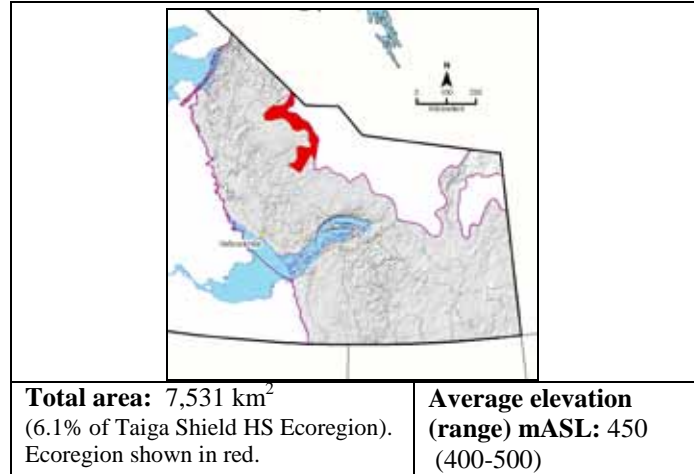 N
Total area: 7,531 km²
(6.1% of Taiga Shield HS Ecoregion).
Ecoregion shown in red.
Average elevation
(range) mASL: 450
(400-500)